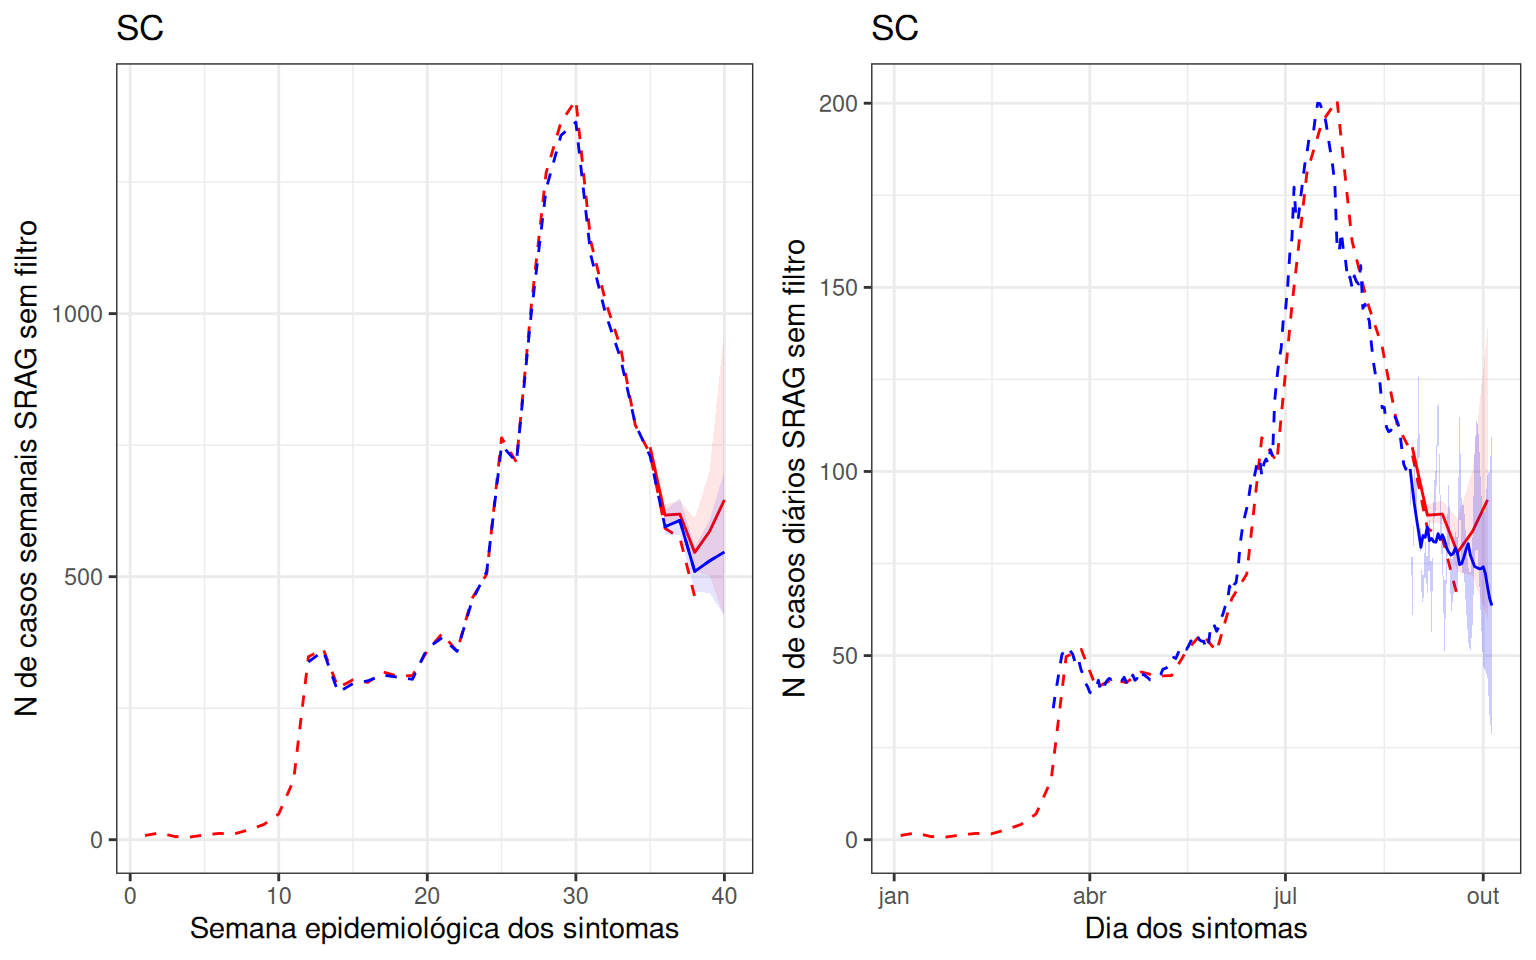 SC
N de casos semanais SRAG sem filtro
1000
500
0
0 10 20 30 40
Semana epidemiológica dos sintomas
SC
N de casos diários SRAG sem filtro
200
150
100
50
0
jan abr jul out
Dia dos sintomas